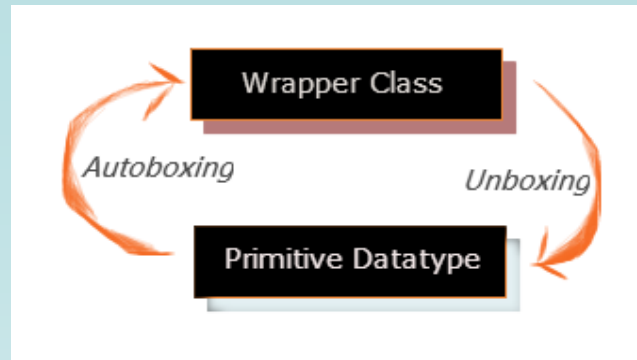 Wrapper Class
Autoboxing
Unboxing
Primitive Datatype